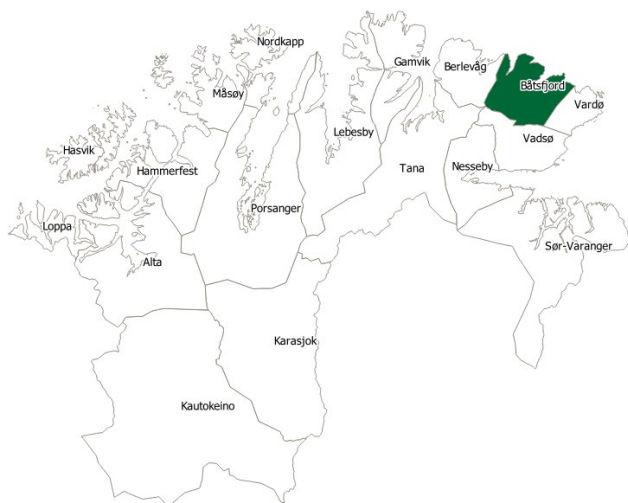 Nordkapp
Gamvik
Berlevåg
Båtsfjord
Måsøy
Vardø
Lebesby
Vadsø
Hasvik
Hammerfest
Tana
Nesseby
Porsanger
Loppa
Sør-Varanger
Alta
Karasjok
Kautokeino